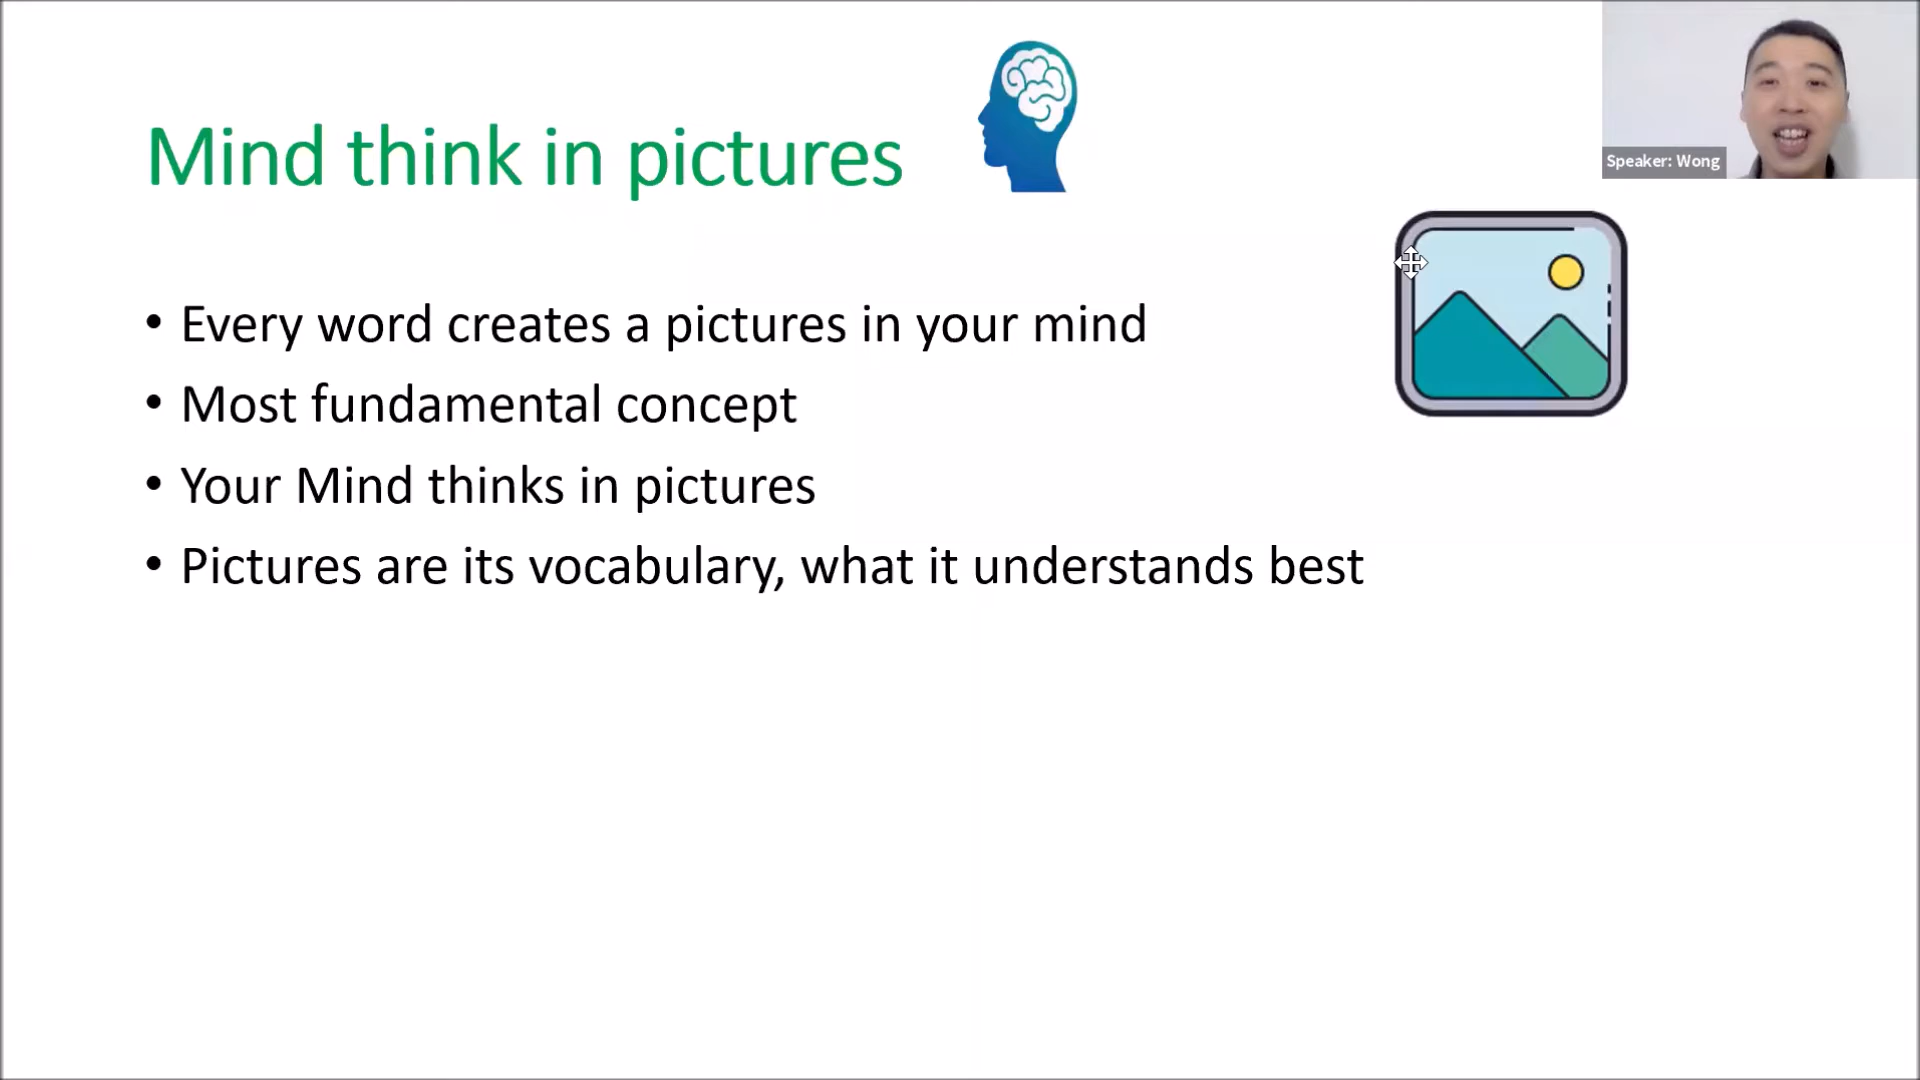 Mind think in pictures
Speaker: Wong
• Every word creates a pictures in your mind
• Most fundamental concept
• Your Mind thinks in pictures
• Pictures are its vocabulary, what it understands best